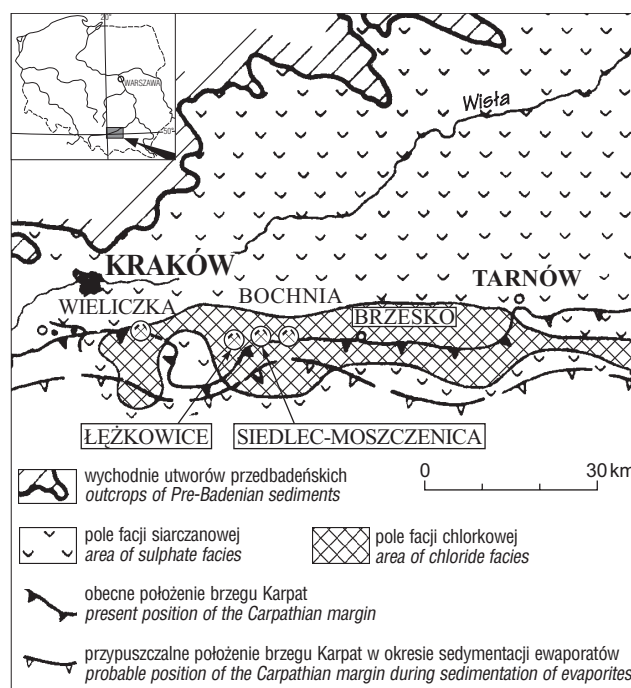 20°
WARSZAWA
50°
Wisła
KRAKÓW
WIELICZKA
BOCHNIA
BRZESKO
TARNÓW
ŁĘŻKOWICE
SIEDLEC-MOSZCZENICA
wychodnie utworów przedbadeńskich
outcrops of Pre-Badenian sediments
0 30 km
pole facji siarczanowej
area of sulphate facies
pole facji chlorkowej
area of chloride facies
obecne położenie brzegu Karpat
present position of the Carpathian margin
przypuszczalne położenie brzegu Karpat w okresie sedymentacji ewaporatów
probable position of the Carpathian margin during sedimentation of evaporites